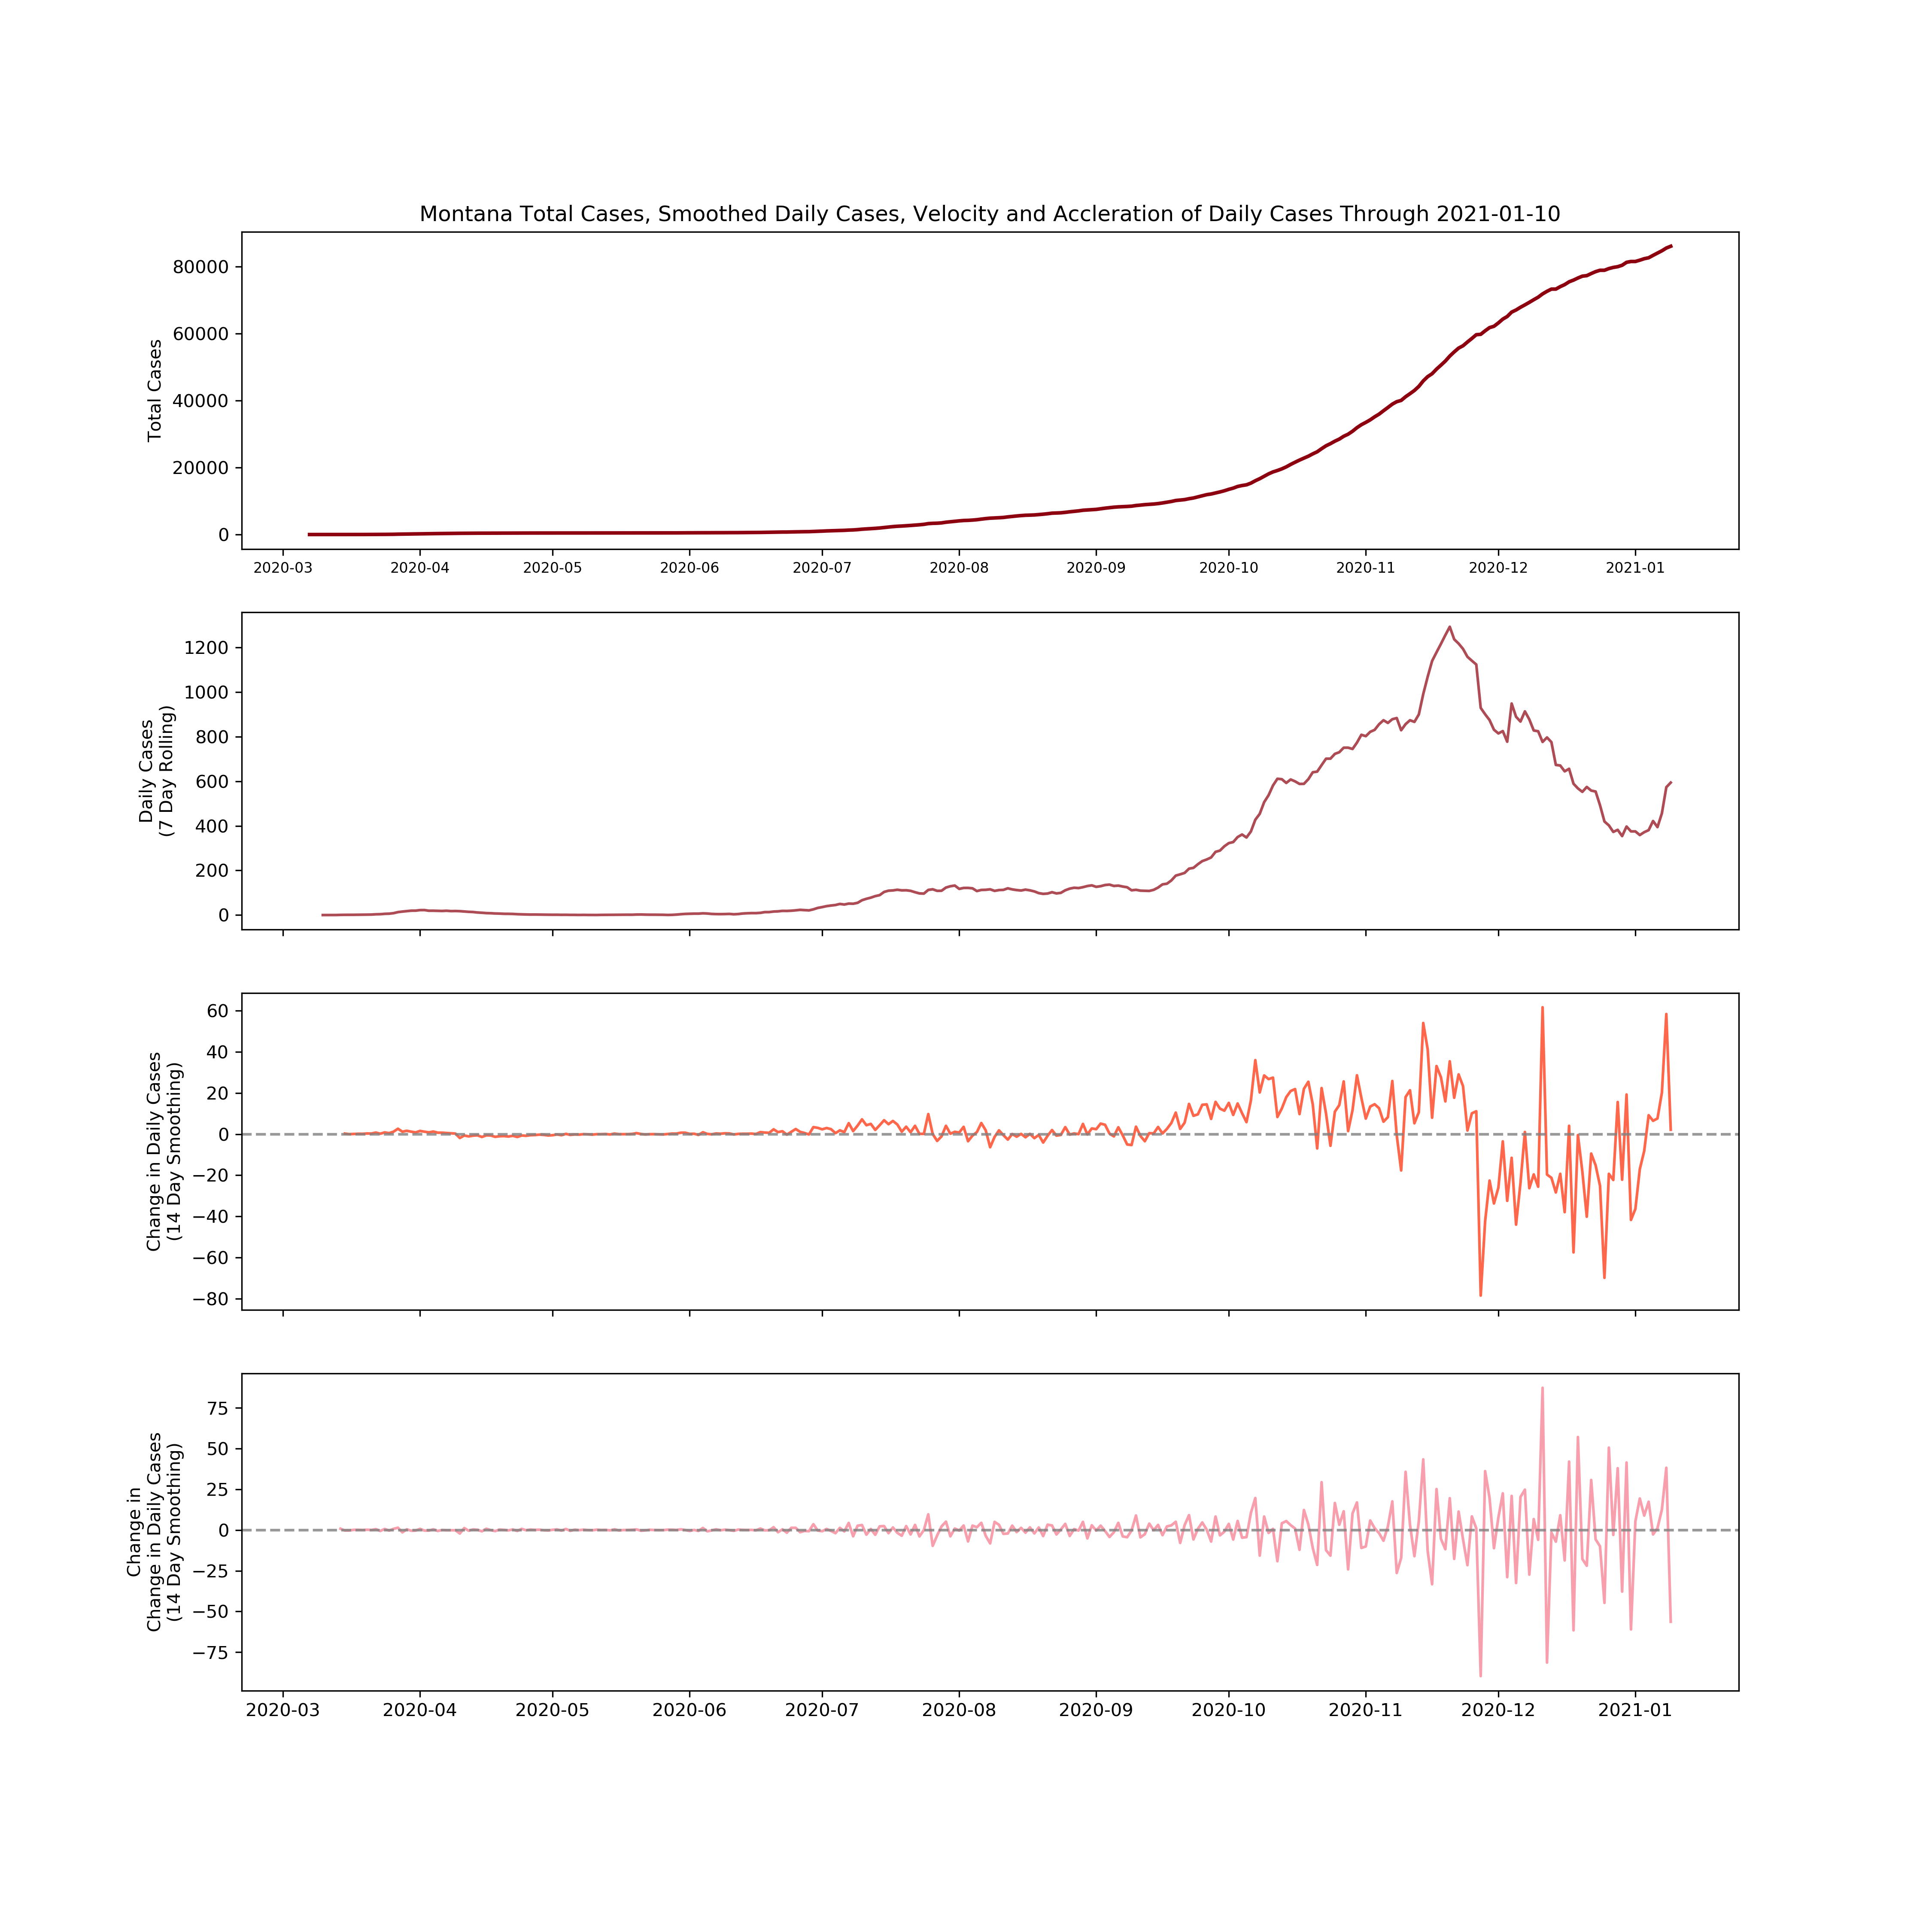 Montana Total Cases, Smoothed Daily Cases, Velocity and Accleration of Daily Cases Through 2021-01-10
Total Cases
80000
60000
40000
20000
0
2020-03 2020-04 2020-05 2020-06 2020-07 2020-08 2020-09 2020-10 2020-11 2020-12 2021-01
Daily Cases
(7 Day Rolling)
1200
1000
800
600
400
200
0
Change in Daily Cases
(14 Day Smoothing)
60
40
20
0
−20
−40
−60
−80
Change in
Change in Daily Cases
(14 Day Smoothing)
75
50
25
0
−25
−50
−75
2020-03 2020-04 2020-05 2020-06 2020-07 2020-08 2020-09 2020-10 2020-11 2020-12 2021-01